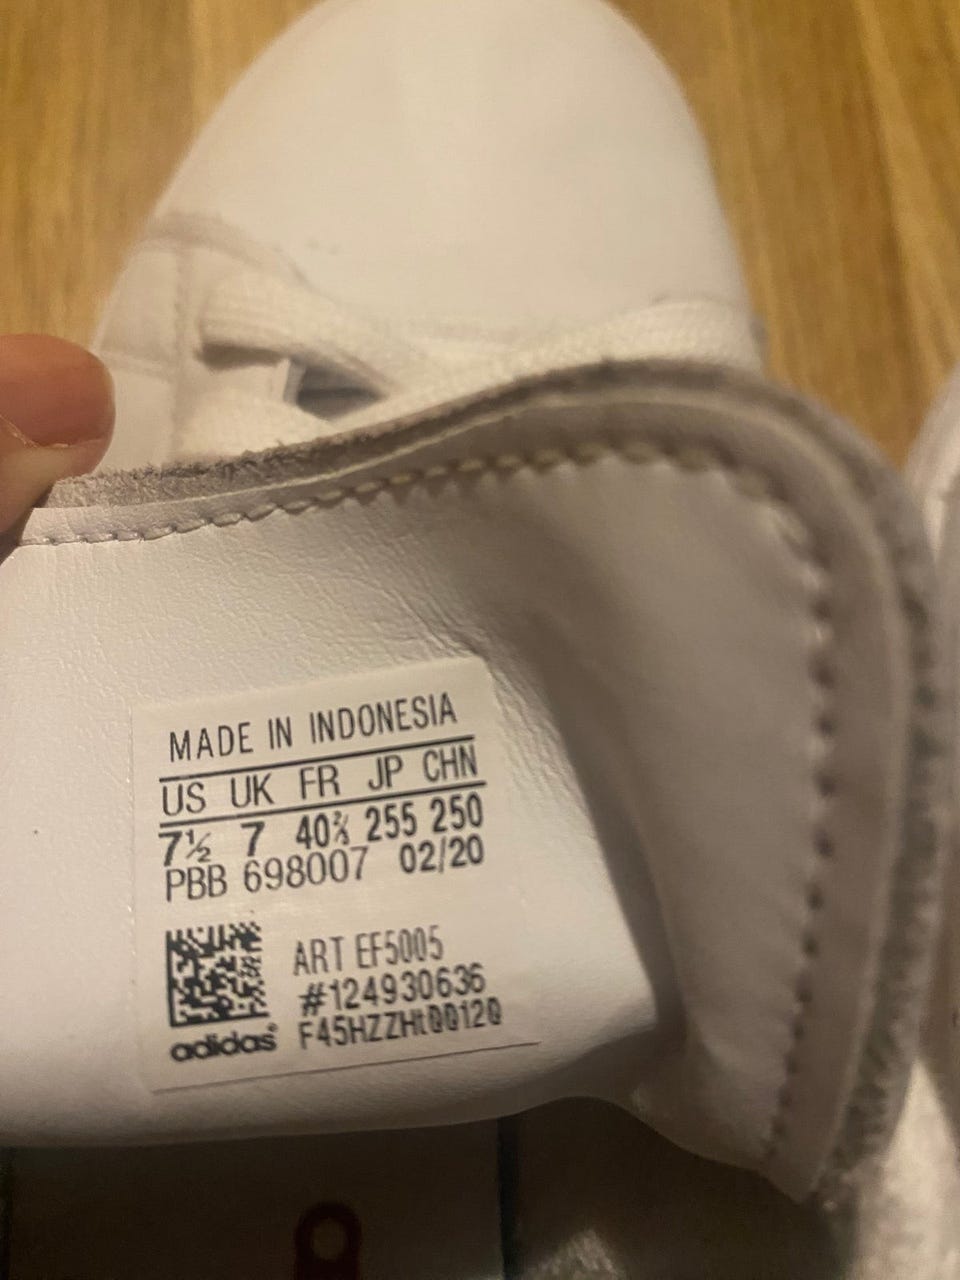 MADE IN INDONESIA
US UK FR JP CHN
7½ 7 40⅔ 255 250
PBB 698007 02/20
ART EF5005
#124930636
adidas® F45HZZHtQQ12Q